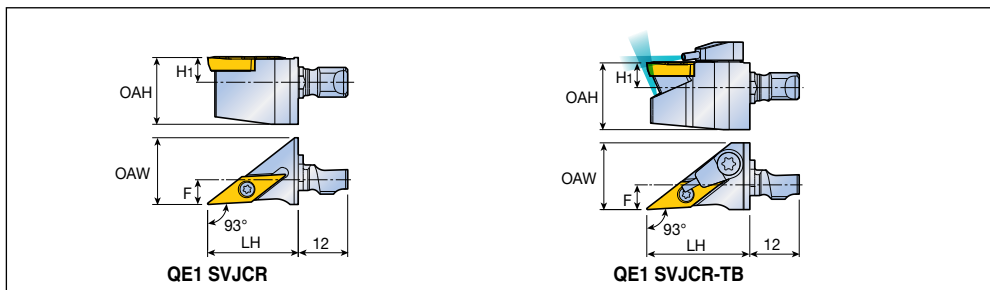 H1
OAH
OAW
F
93°
LH
12
QE1 SVJCR
H1
OAH
OAW
F
93°
LH
12
QE1 SVJCR-TB